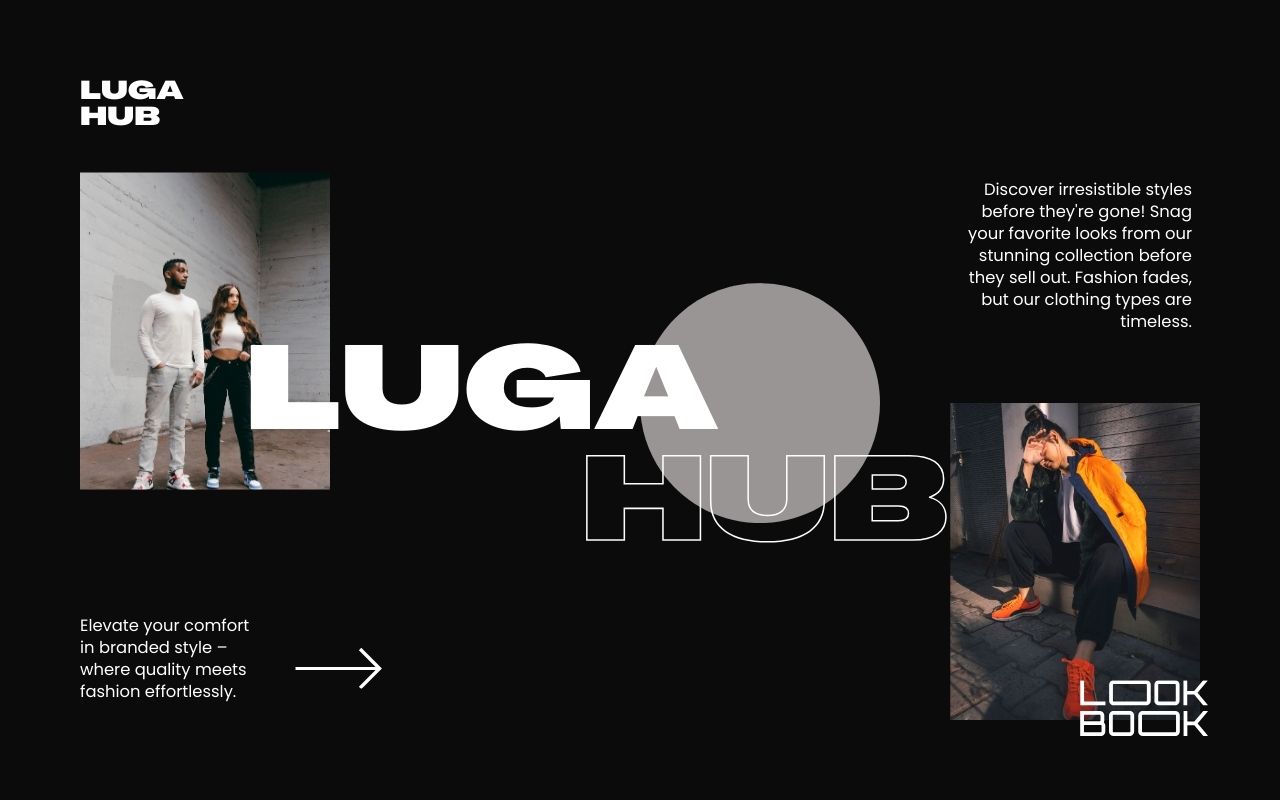 LUGA
HUB
Discover irresistible styles
before they're gone! Snag
your favorite looks from our
stunning collection before
they sell out. Fashion fades,
but our clothing types are
timeless.
LUGA
HUB
Elevate your comfort
in branded style –
where quality meets
fashion effortlessly.
LOOK
BOOK